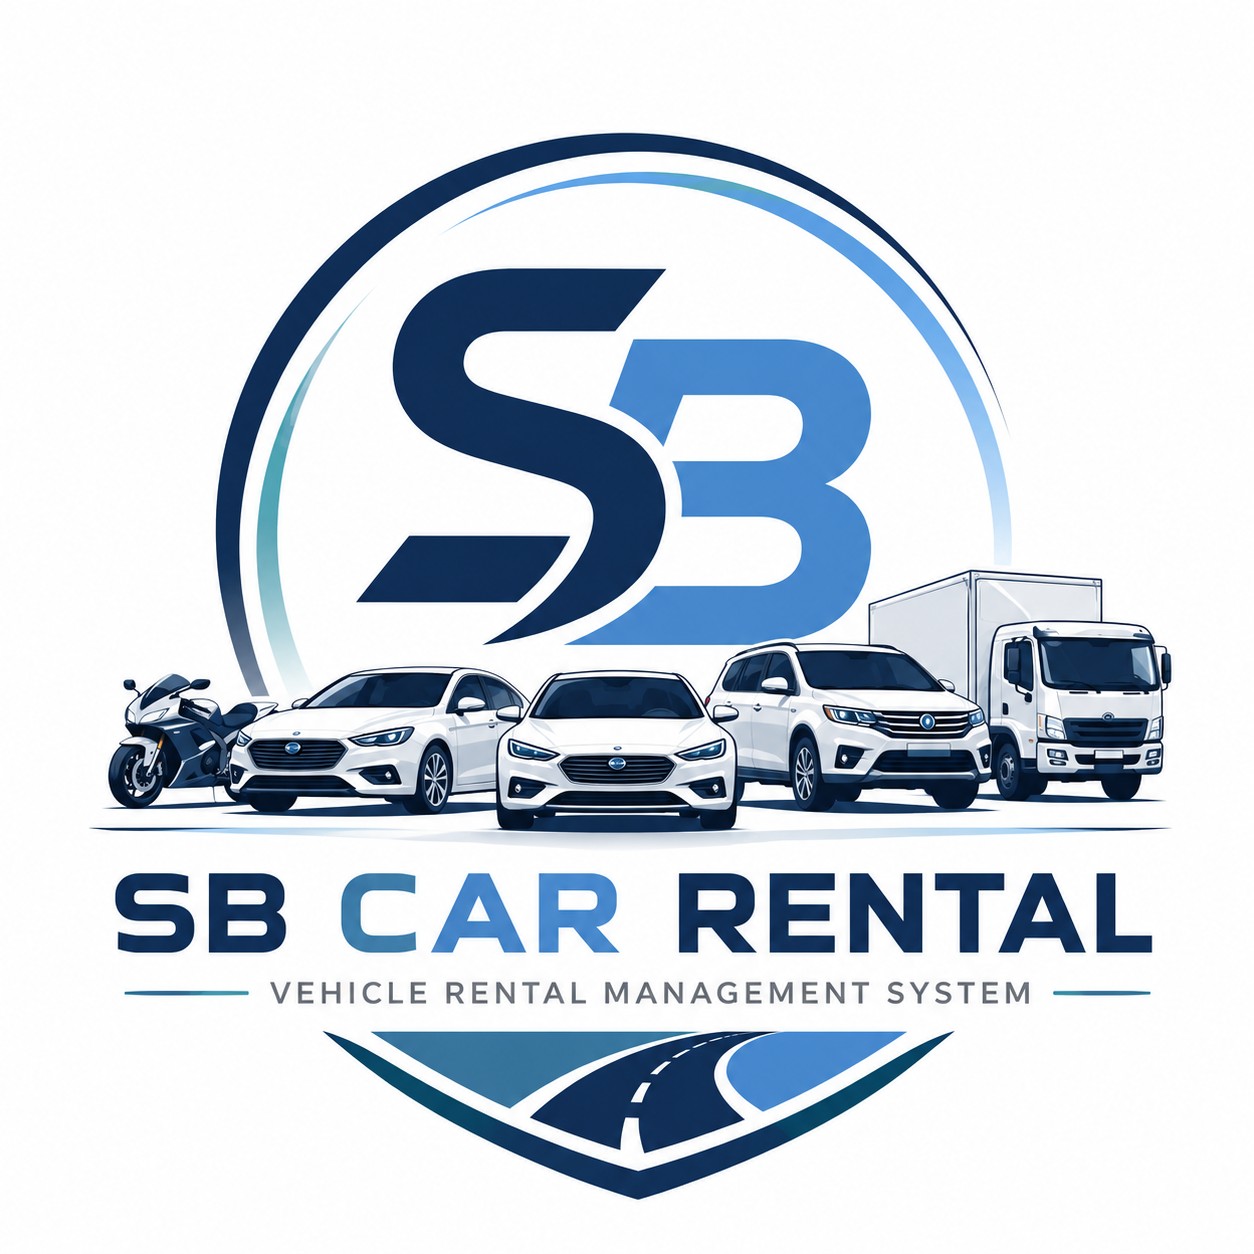 SB
SB CAR RENTAL
VEHICLE RENTAL MANAGEMENT SYSTEM